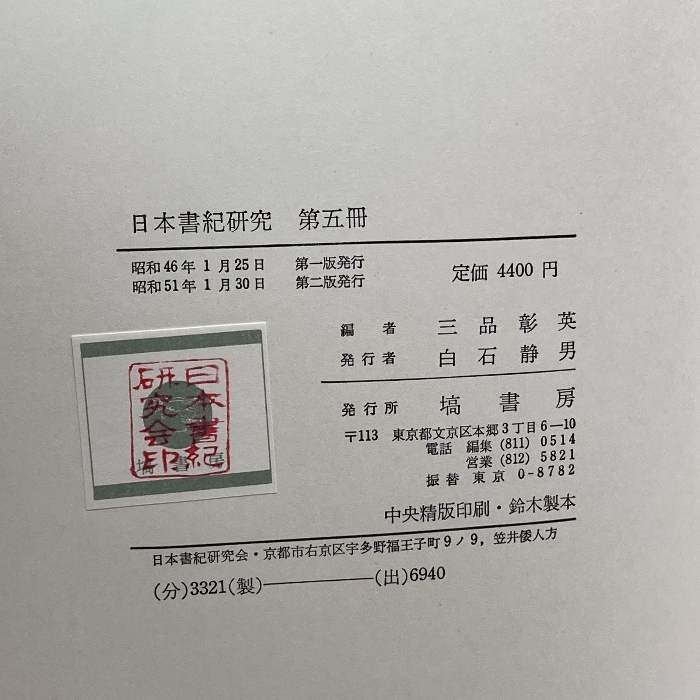 日本書紀研究　第五冊
昭和46年1月25日　第一版発行
昭和51年1月30日　第二版発行
定価 4400 円
編者　三品彰英
発行者　白石静男
発行所　塙書房
〒113　東京都文京区本郷3丁目6―10
電話　編集 (811) 0514
営業 (812) 5821
振替　東京　0-8782
中央精版印刷・鈴木製本
日本書紀
研究会印
塙書房
日本書紀研究会・京都市右京区宇多野福王子町9ノ9，笠井倭人方
(分)3321(製)―――――(出)6940